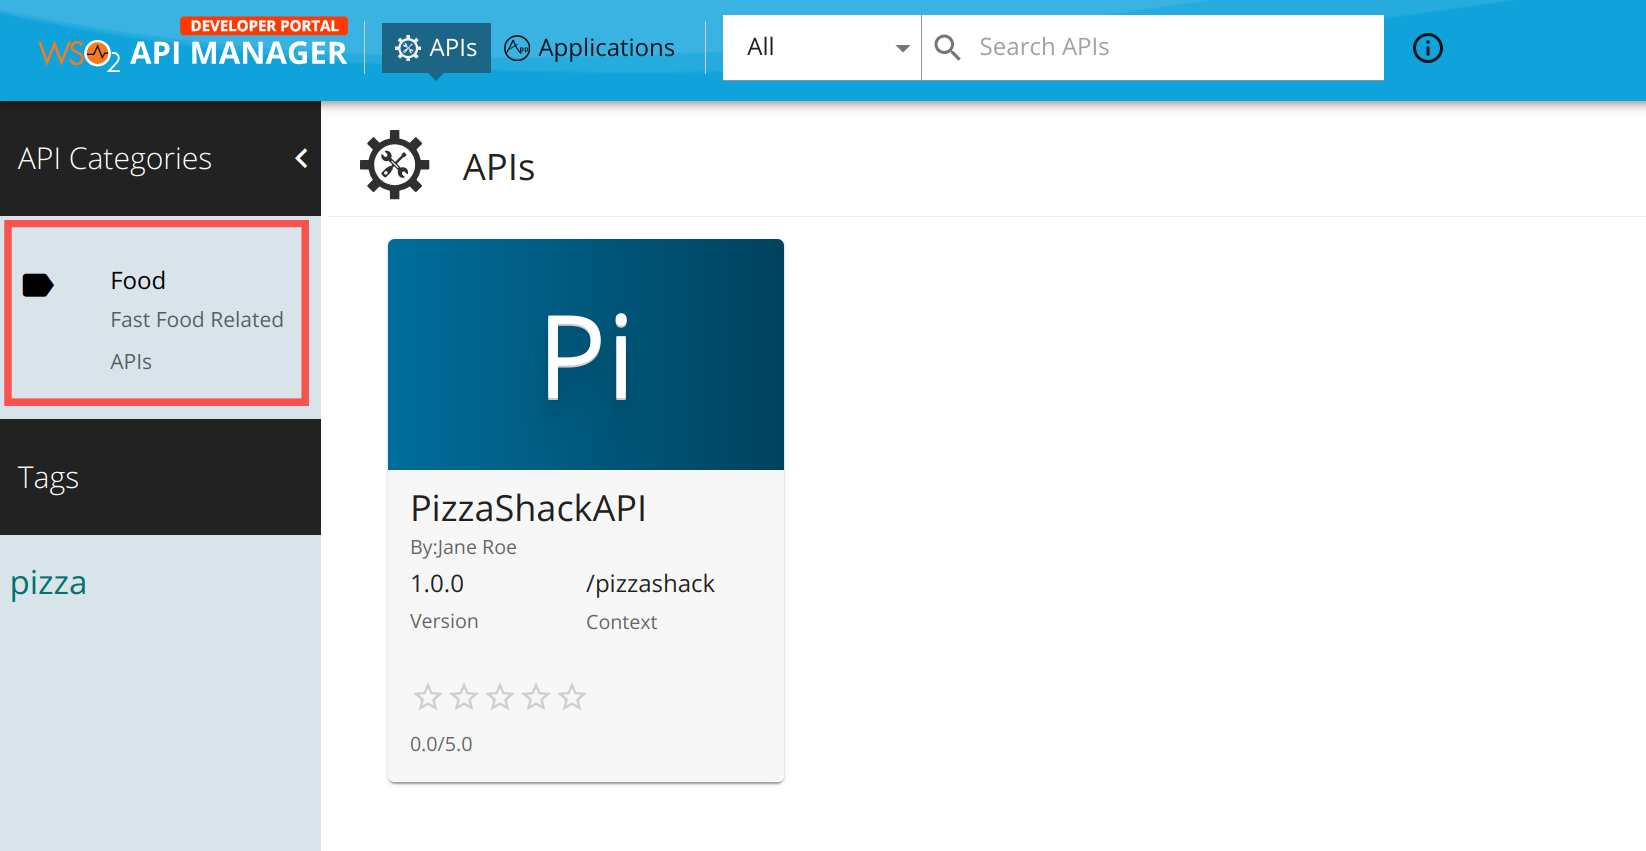 DEVELOPER PORTAL
WSO2 API MANAGER
APIs
Applications
All
Search APIs
API Categories
APIs
Food
Fast Food Related
APIs
Pi
Tags
PizzaShackAPI
By:Jane Roe
1.0.0
/pizzashack
Version
Context
pizza
0.0/5.0